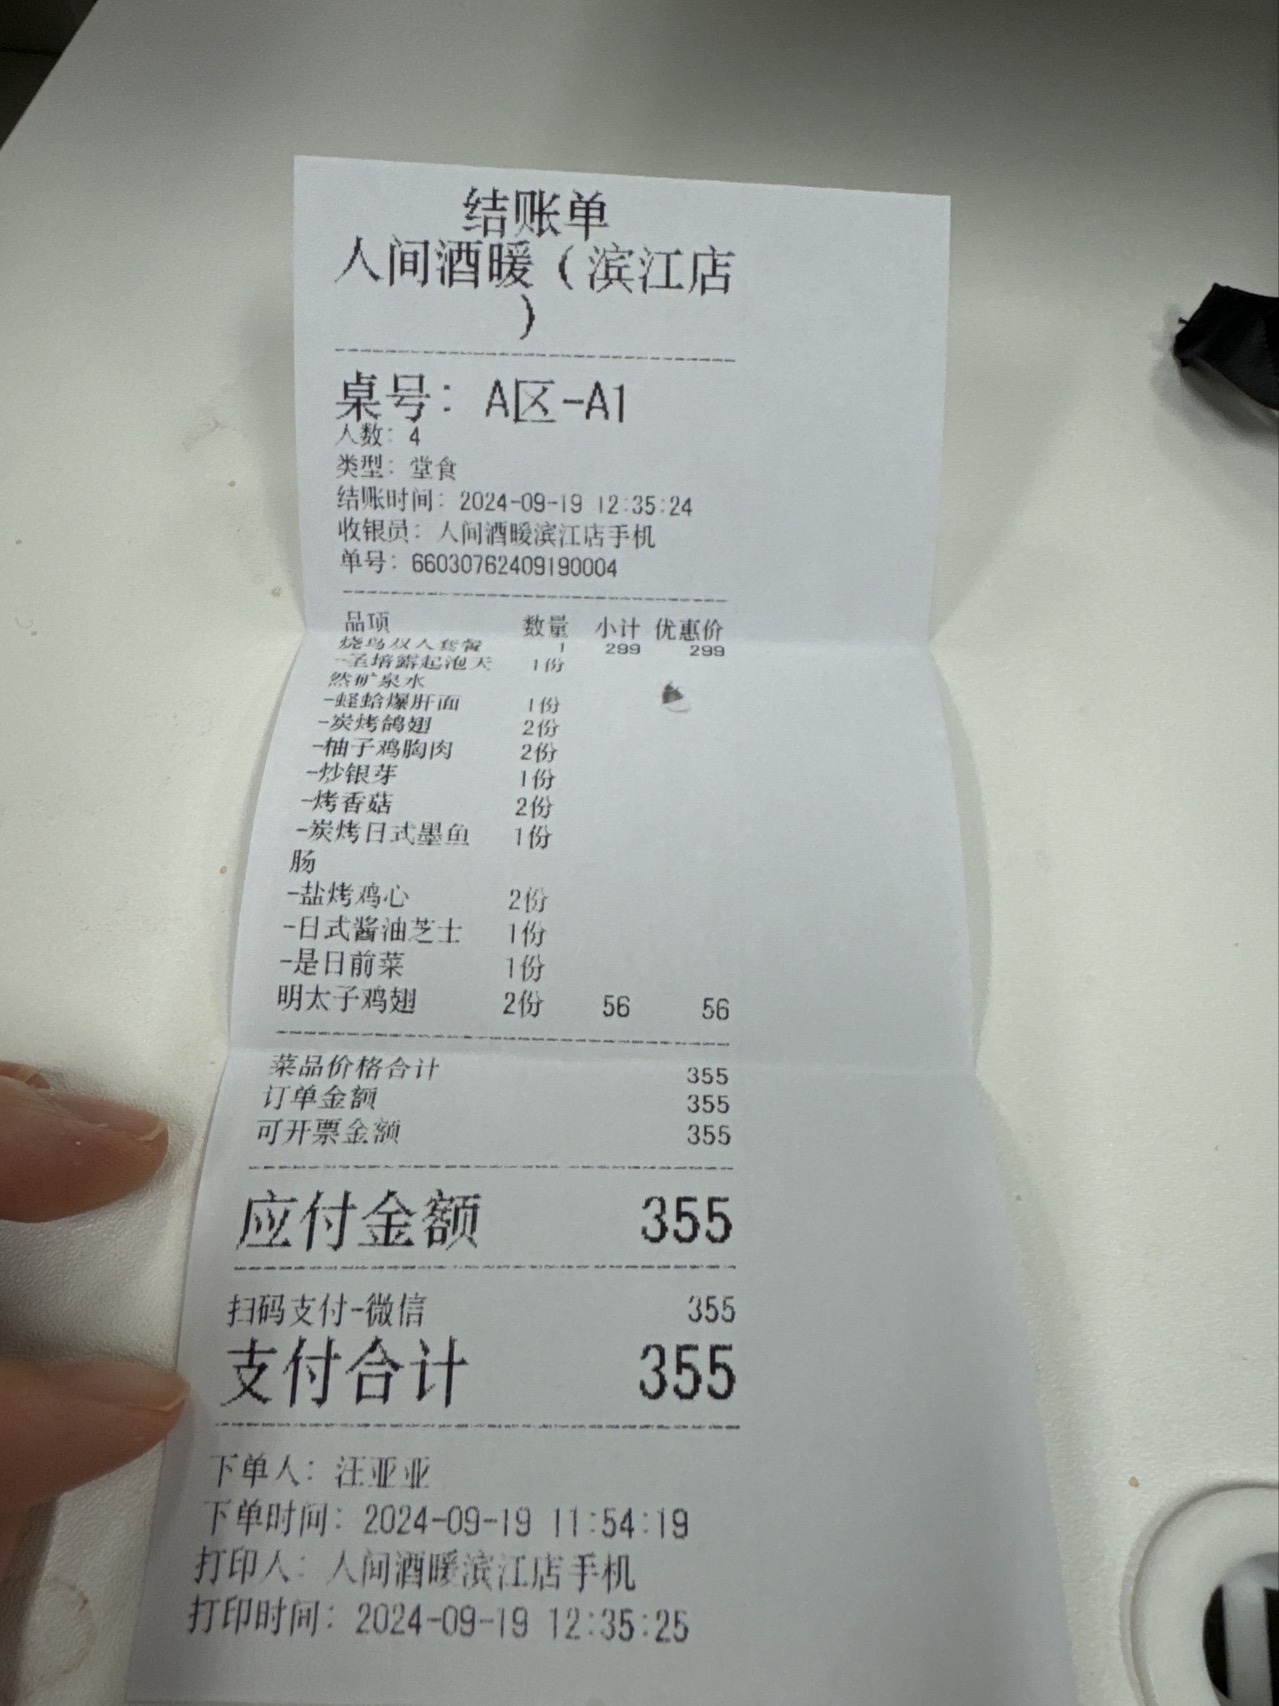 结账单
人间酒暖（滨江店
）
桌号：A区-A1
人数：4
类型：堂食
结账时间：2024-09-19 12:35:24
收银员：人间酒暖滨江店手机
单号：66030762409190004
品项 数量 小计 优惠价
烧鸟双人套餐 1 299 299
-圣培露起泡天 1份
然矿泉水
-蛏蛤爆肝面 1份
-炭烤鸽翅 2份
-柚子鸡胸肉 2份
-炒银芽 1份
-烤香菇 2份
-炭烤日式墨鱼 1份
肠
-盐烤鸡心 2份
-日式酱油芝士 1份
-是日前菜 1份
明太子鸡翅 2份 56 56
菜品价格合计 355
订单金额 355
可开票金额 355
应付金额 355
扫码支付-微信 355
支付合计 355
下单人：汪亚亚
下单时间：2024-09-19 11:54:19
打印人：人间酒暖滨江店手机
打印时间：2024-09-19 12:35:25